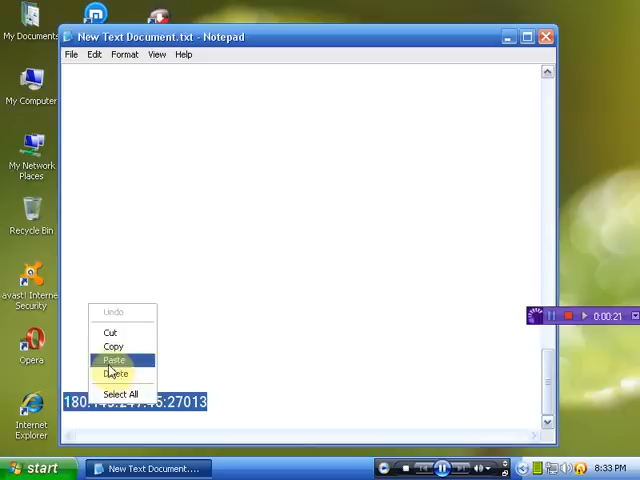 My Documents
My Computer
My Network
Places
Recycle Bin
avast! Internet
Security
Opera
Internet
Explorer
New Text Document.txt - Notepad
File Edit Format View Help
Undo
Cut
Copy
Paste
Delete
Select All
:27013
0:00:21
start
New Text Document....
8:33 PM